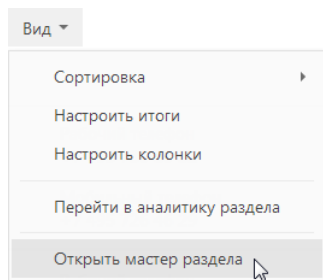 Вид
Сортировка
Настроить итоги
Настроить колонки
Перейти в аналитику раздела
Открыть мастер раздела